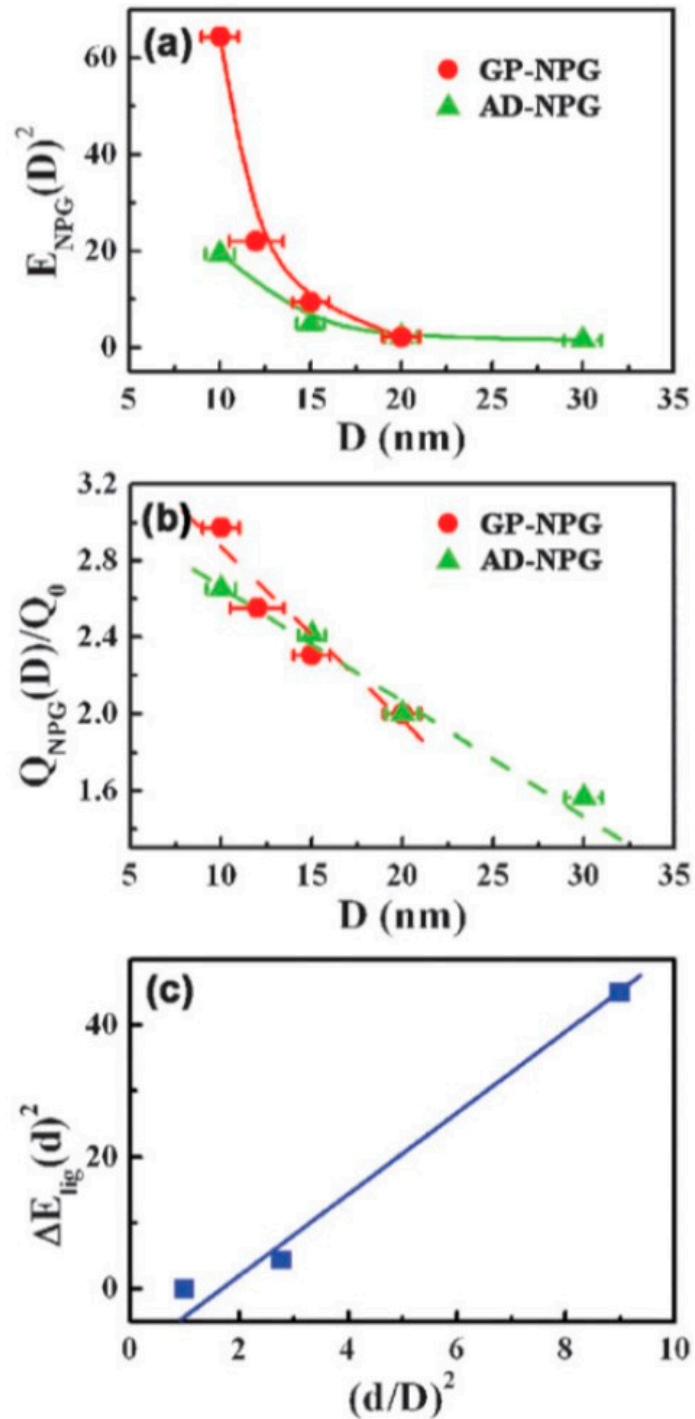 (a)
GP-NPG
AD-NPG
E_NPG(D)^2
60
40
20
0
5 10 15 20 25 30 35
D (nm)
(b)
GP-NPG
AD-NPG
Q_NPG(D)/Q_0
3.2
2.8
2.4
2.0
1.6
5 10 15 20 25 30 35
D (nm)
(c)
ΔE_lig(d)^2
40
20
0
0 2 4 6 8 10
(d/D)^2